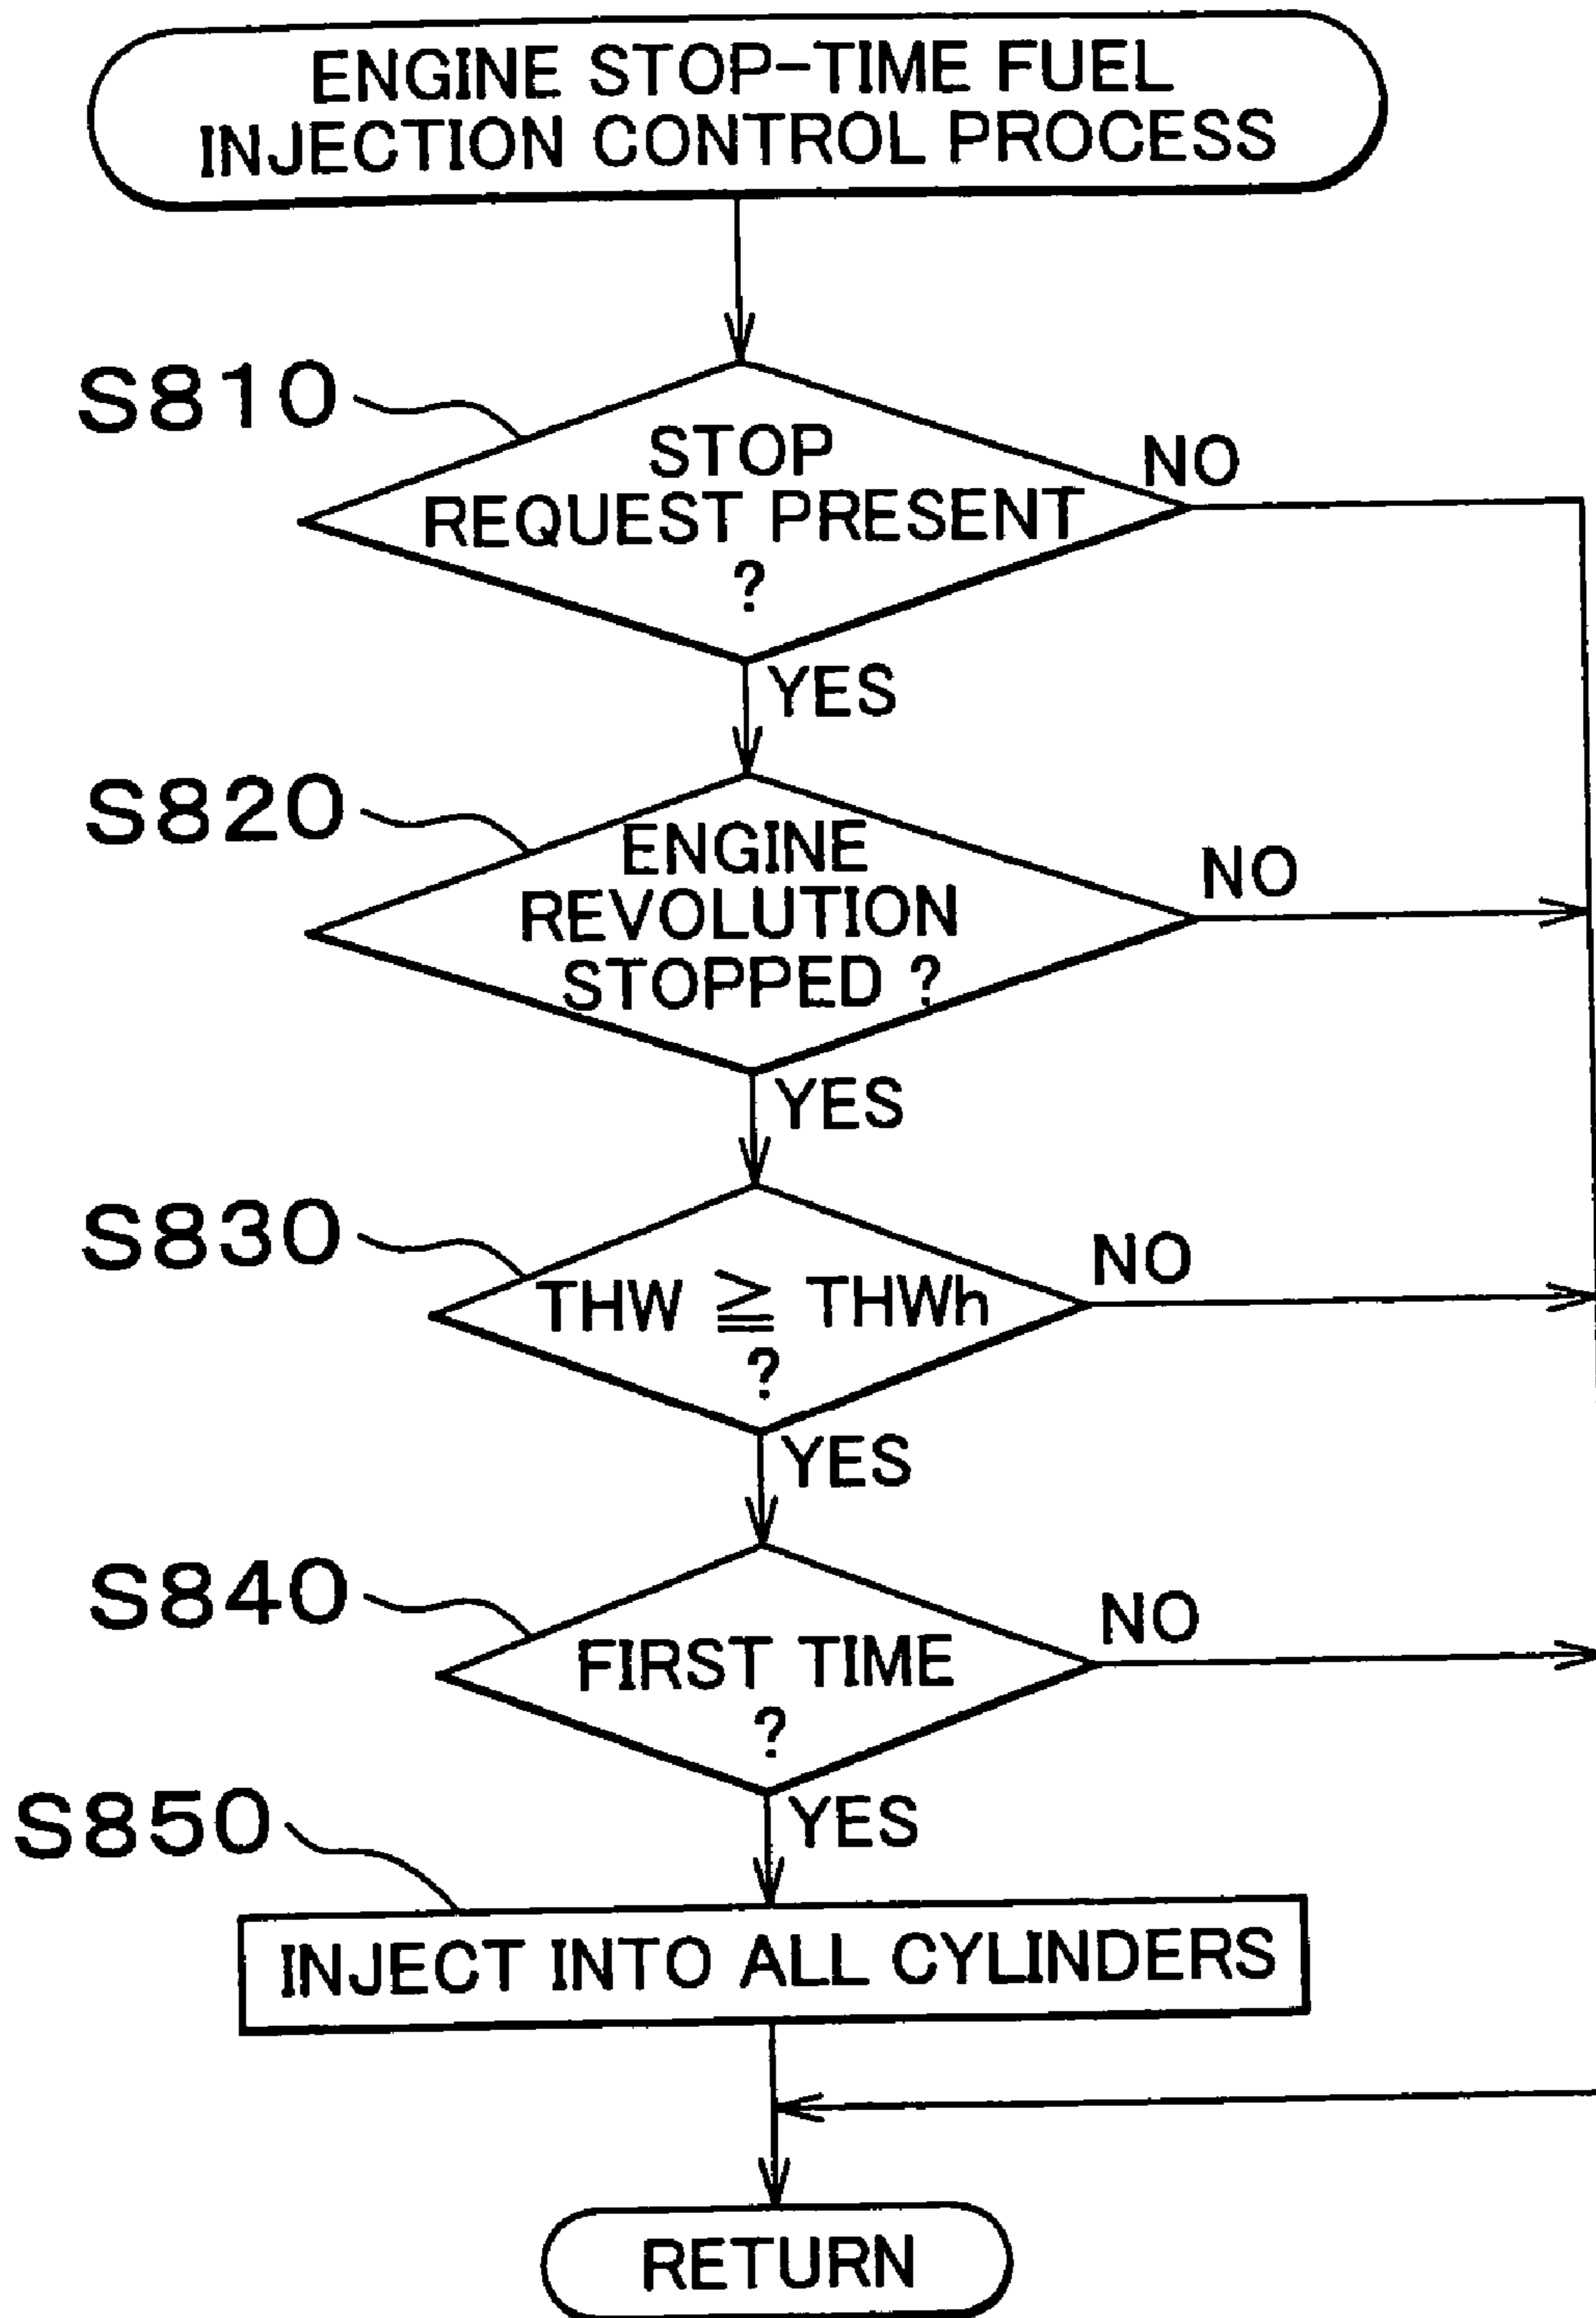 ENGINE STOP-TIME FUEL
INJECTION CONTROL PROCESS
S810
STOP
REQUEST PRESENT
?
NO
YES
S820
ENGINE
REVOLUTION
STOPPED ?
NO
YES
S830
THW ≧ THWh
?
NO
YES
S840
FIRST TIME
?
NO
YES
S850
INJECT INTO ALL CYLINDERS
RETURN